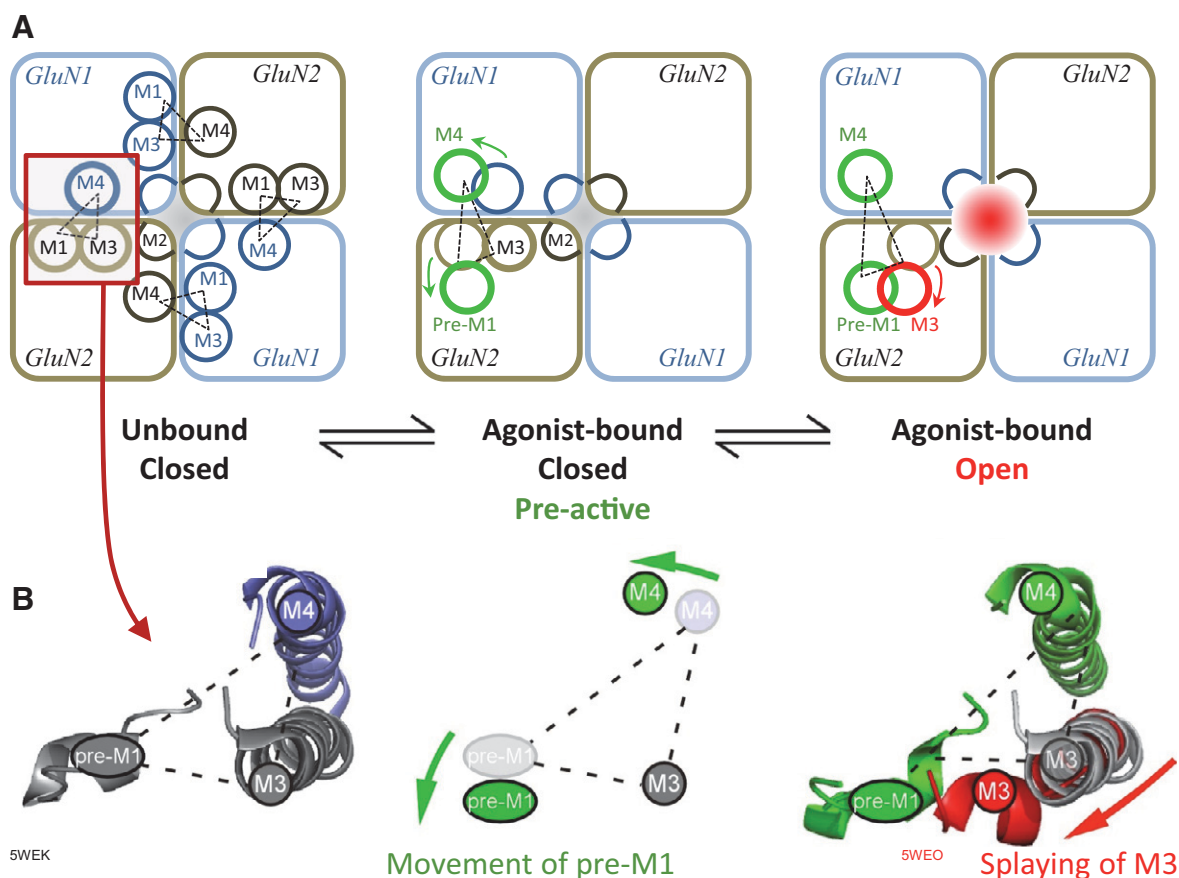 A
GluN1
GluN2
M1
M3
M4
M4
M1
M3
M1
M3
M2
M4
M4
M1
M3
GluN2
GluN1
GluN1
GluN2
M4
M3
M2
Pre-M1
GluN2
GluN1
GluN1
GluN2
M4
Pre-M1
M3
GluN2
GluN1
Unbound
Closed
Agonist-bound
Closed
Pre-active
Agonist-bound
Open
B
M4
pre-M1
M3
5WEK
M4
M4
pre-M1
pre-M1
M3
Movement of pre-M1
M4
M3
M3
pre-M1
5WEO
Splaying of M3